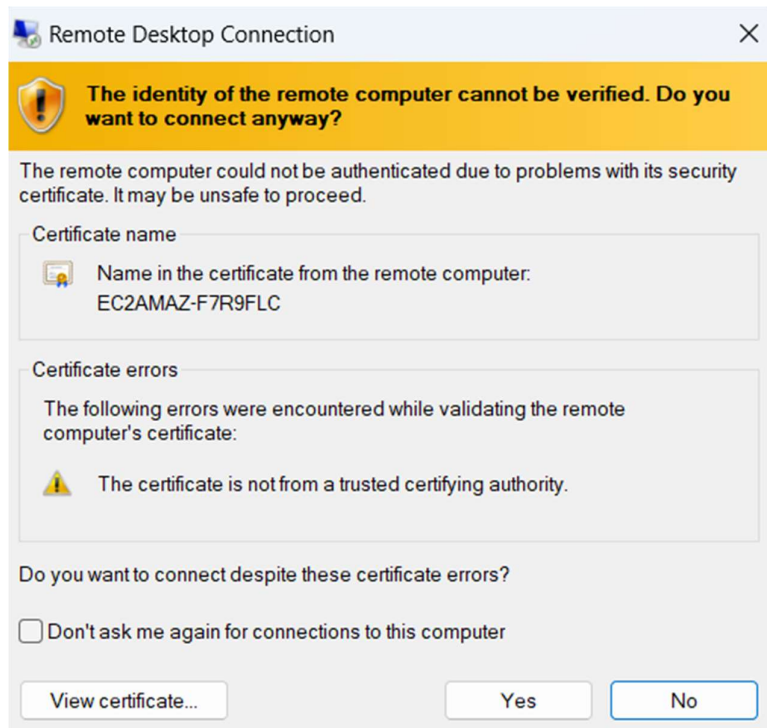 Remote Desktop Connection
The identity of the remote computer cannot be verified. Do you
want to connect anyway?
The remote computer could not be authenticated due to problems with its security
certificate. It may be unsafe to proceed.
Certificate name
Name in the certificate from the remote computer:
EC2AMAZ-F7R9FLC
Certificate errors
The following errors were encountered while validating the remote
computer's certificate:
The certificate is not from a trusted certifying authority.
Do you want to connect despite these certificate errors?
Don't ask me again for connections to this computer
View certificate... Yes No